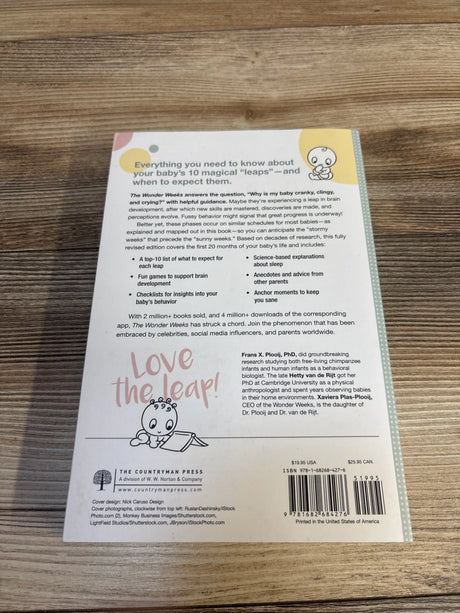 Everything you need to know about
your baby's 10 magical "leaps"—and
when to expect them.
The Wonder Weeks answers the question, "Why is my baby cranky, clingy,
and crying?" with helpful guidance. Maybe they're experiencing a leap in brain
development, after which new skills are mastered, discoveries are made, and
perceptions evolve. Fussy behavior might signal that great progress is underway!
Better yet, these phases occur on similar schedules for most babies—as
explained and mapped out in this book—so you can anticipate the "stormy
weeks" that precede the "sunny weeks." Based on decades of research, this fully
revised edition covers the first 20 months of your baby's life and includes:
• A top-10 list of what to expect for
each leap
• Fun games to support brain
development
• Checklists for insights into your
baby's behavior
• Science-based explanations
about sleep
• Anecdotes and advice from
other parents
• Anchor moments to keep
you sane
With 2 million+ books sold, and 4 million+ downloads of the corresponding
app, The Wonder Weeks has struck a chord. Join the phenomenon that has been
embraced by celebrities, social media influencers, and parents worldwide.
Love
the leap!
Frans X. Plooij, PhD, did groundbreaking
research studying both free-living chimpanzee
infants and human infants as a behavioral
biologist. The late Hetty van de Rijt got her
PhD at Cambridge University as a physical
anthropologist and spent years observing babies
in their home environments. Xaviera Plas-Plooij,
CEO of the Wonder Weeks, is the daughter of
Dr. Plooij and Dr. van de Rijt.
THE COUNTRYMAN PRESS
A division of W. W. Norton & Company
www.countrymanpress.com
Cover design: Nick Caruso Design
Cover photographs, clockwise from top left: RuslanDashinsky/iStock
Photo.com (2), Monkey Business Images/Shutterstock.com,
LightField Studios/Shutterstock.com, JBryson/iStockPhoto.com
$19.95 USA
$25.95 CAN.
ISBN 978-1-68268-427-6
51995
9 781682 684276
Printed in the United States of America